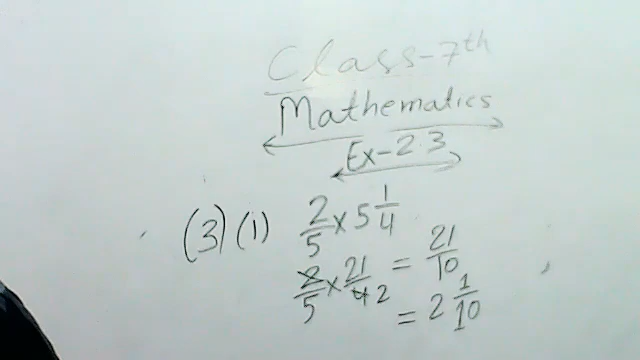 Class-7th
Mathematics
Ex-2.3
(3) (i) 2/5 × 5 1/4
2/5 × 21/4 2 = 21/10
= 2 1/10